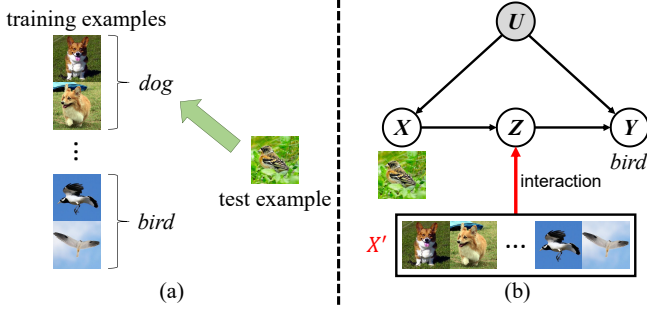 training examples
dog
⋮
bird
test example
(a)
U
X
Z
Y
bird
interaction
X′
...
(b)